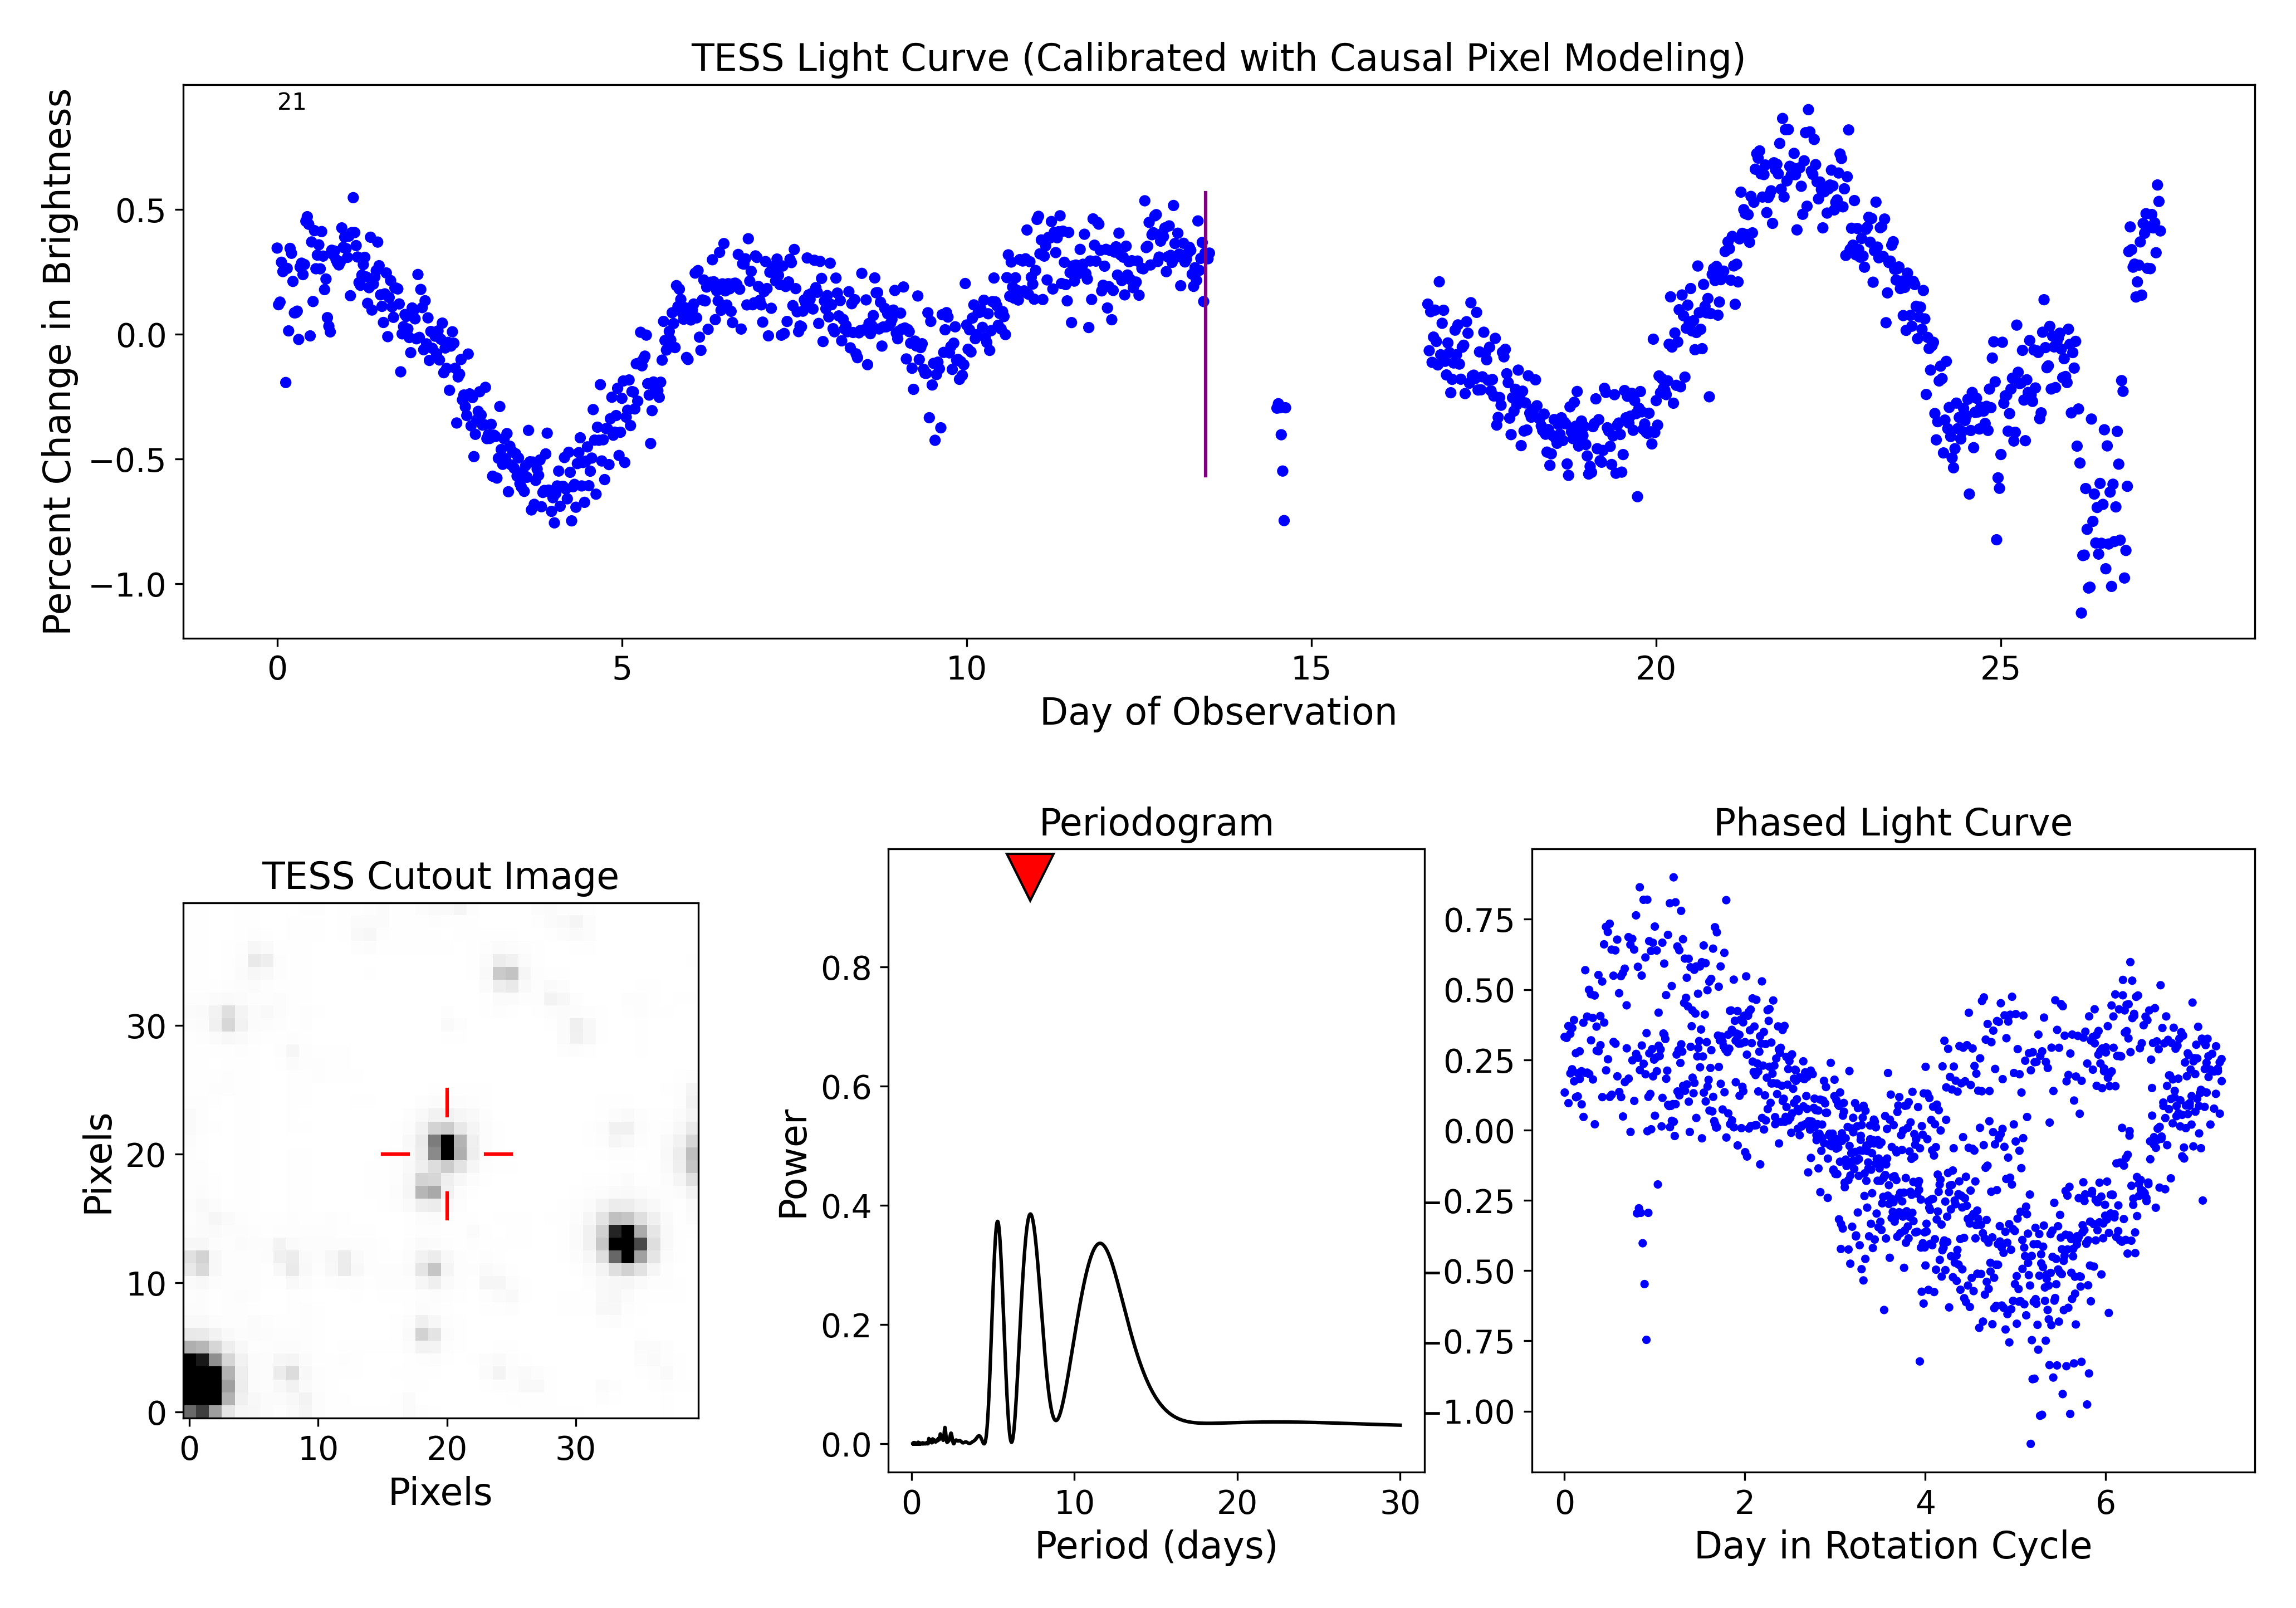 TESS Light Curve (Calibrated with Causal Pixel Modeling)
Percent Change in Brightness
21
0.5
0.0
−0.5
−1.0
0 5 10 15 20 25
Day of Observation
TESS Cutout Image
Pixels
30
20
10
0
0 10 20 30
Pixels
Periodogram
Power
0.8
0.6
0.4
0.2
0.0
0 10 20 30
Period (days)
Phased Light Curve
0.75
0.50
0.25
0.00
−0.25
−0.50
−0.75
−1.00
0 2 4 6
Day in Rotation Cycle